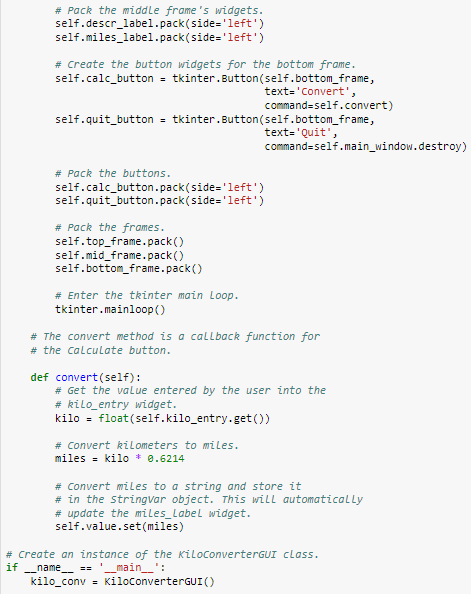 # Pack the middle frame's widgets.
self.descr_label.pack(side='left')
self.miles_label.pack(side='left')
# Create the button widgets for the bottom frame.
self.calc_button = tkinter.Button(self.bottom_frame,
text='Convert',
command=self.convert)
self.quit_button = tkinter.Button(self.bottom_frame,
text='Quit',
command=self.main_window.destroy)
# Pack the buttons.
self.calc_button.pack(side='left')
self.quit_button.pack(side='left')
# Pack the frames.
self.top_frame.pack()
self.mid_frame.pack()
self.bottom_frame.pack()
# Enter the tkinter main loop.
tkinter.mainloop()
# The convert method is a callback function for
# the Calculate button.
def convert(self):
# Get the value entered by the user into the
# kilo_entry widget.
kilo = float(self.kilo_entry.get())
# Convert kilometers to miles.
miles = kilo * 0.6214
# Convert miles to a string and store it
# in the StringVar object. This will automatically
# update the miles_label widget.
self.value.set(miles)
# Create an instance of the KiloConverterGUI class.
if __name__ == '__main__':
kilo_conv = KiloConverterGUI()